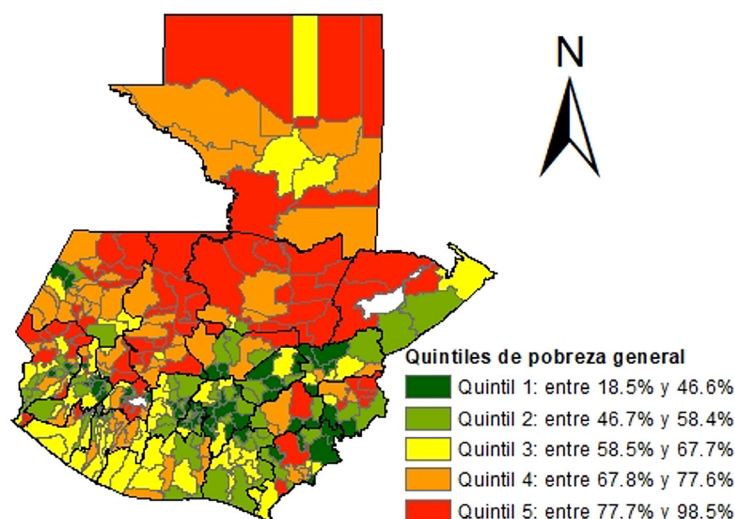 N
Quintiles de pobreza general
Quintil 1: entre 18.5% y 46.6%
Quintil 2: entre 46.7% y 58.4%
Quintil 3: entre 58.5% y 67.7%
Quintil 4: entre 67.8% y 77.6%
Quintil 5: entre 77.7% y 98.5%